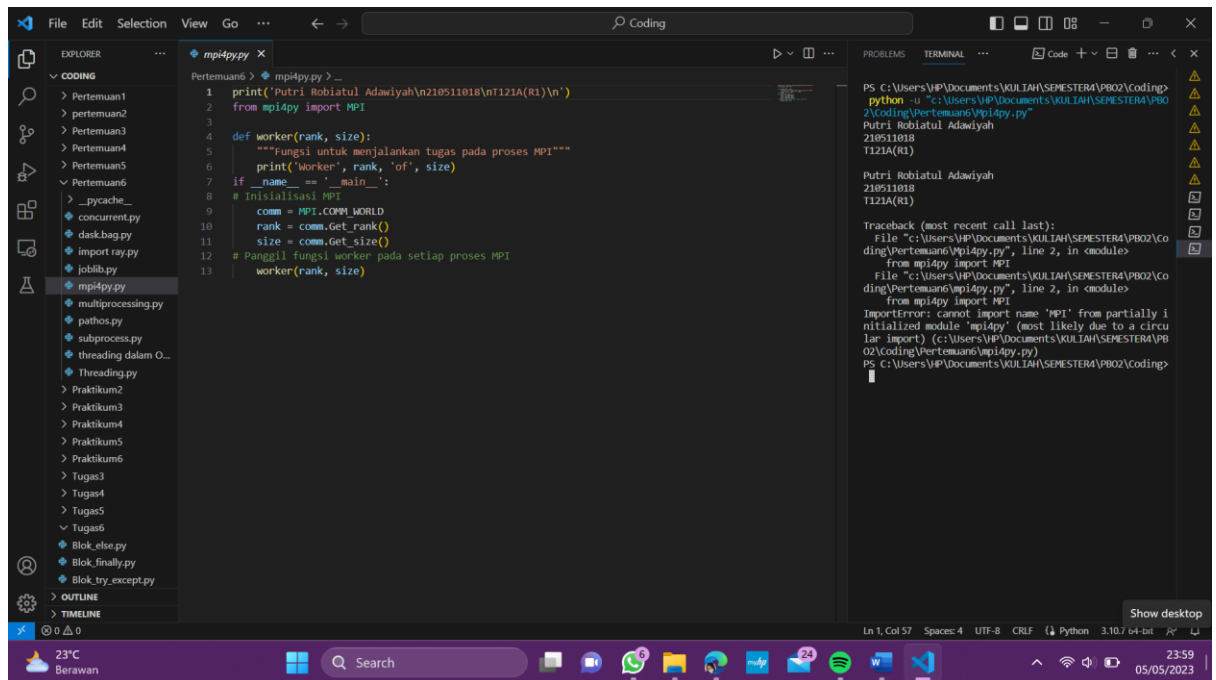 File Edit Selection View Go ... Coding
EXPLORER ...
CODING
Pertemuan1
pertemuan2
Pertemuan3
Pertemuan4
Pertemuan5
Pertemuan6
__pycache__
concurrent.py
dask.bag.py
import ray.py
joblib.py
mpi4py.py
multiprocessing.py
pathos.py
subprocess.py
threading dalam O...
Threading.py
Praktikum2
Praktikum3
Praktikum4
Praktikum5
Praktikum6
Tugas3
Tugas4
Tugas5
Tugas6
Blok_else.py
Blok_finally.py
Blok_try_except.py
OUTLINE
TIMELINE
mpi4py.py
Pertemuan6 > mpi4py.py > ...
1 print('Putri Robiatul Adawiyah\n210511018\nT121A(R1)\n')
2 from mpi4py import MPI
3
4 def worker(rank, size):
5 """Fungsi untuk menjalankan tugas pada proses MPI"""
6 print('Worker', rank, 'of', size)
7 if __name__ == '__main__':
8 # Inisialisasi MPI
9 comm = MPI.COMM_WORLD
10 rank = comm.Get_rank()
11 size = comm.Get_size()
12 # Panggil fungsi worker pada setiap proses MPI
13 worker(rank, size)
PROBLEMS TERMINAL ... Code
PS C:\Users\HP\Documents\KULIAH\SEMESTER4\PBO2\Coding>
python -u "c:\Users\HP\Documents\KULIAH\SEMESTER4\PBO
2\Coding\Pertemuan6\Mpi4py.py"
Putri Robiatul Adawiyah
210511018
T121A(R1)
Putri Robiatul Adawiyah
210511018
T121A(R1)
Traceback (most recent call last):
File "c:\Users\HP\Documents\KULIAH\SEMESTER4\PBO2\Co
ding\Pertemuan6\Mpi4py.py", line 2, in <module>
from mpi4py import MPI
File "c:\Users\HP\Documents\KULIAH\SEMESTER4\PBO2\Co
ding\Pertemuan6\mpi4py.py", line 2, in <module>
from mpi4py import MPI
ImportError: cannot import name 'MPI' from partially i
nitialized module 'mpi4py' (most likely due to a circu
lar import) (c:\Users\HP\Documents\KULIAH\SEMESTER4\PB
O2\Coding\Pertemuan6\mpi4py.py)
PS C:\Users\HP\Documents\KULIAH\SEMESTER4\PBO2\Coding>
Show desktop
0 0 Ln 1, Col 57 Spaces: 4 UTF-8 CRLF Python 3.10.7 64-bit
23°C
Berawan
Search
6
24
23:59
05/05/2023